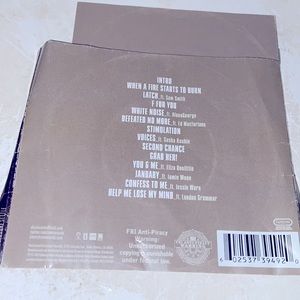 INTRO
WHEN A FIRE STARTS TO BURN
LATCH ft. Sam Smith
F FOR YOU
WHITE NOISE ft. AlunaGeorge
DEFEATED NO MORE ft. Ed Macfarlane
STIMULATION
VOICES ft. Sasha Keable
SECOND CHANCE
GRAB HER!
YOU & ME ft. Eliza Doolittle
JANUARY ft. Jamie Woon
CONFESS TO ME ft. Jessie Ware
HELP ME LOSE MY MIND ft. London Grammar
FBI Anti-Piracy
Warning:
Unauthorized
copying is punishable
under federal law.
6 02537 39492